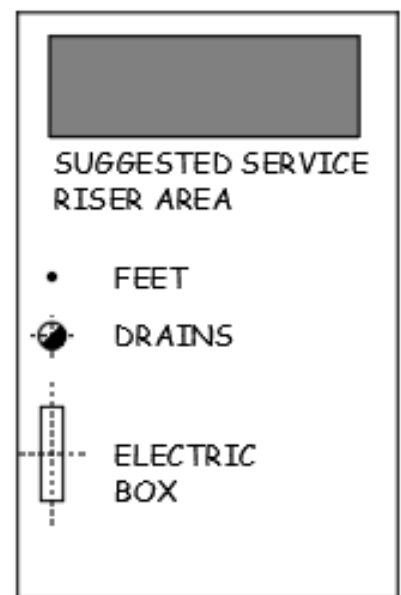 SUGGESTED SERVICE
RISER AREA
FEET
DRAINS
ELECTRIC
BOX